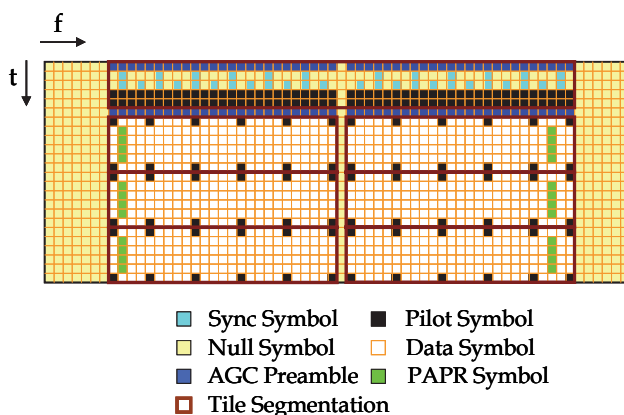 f
t
Sync Symbol
Pilot Symbol
Null Symbol
Data Symbol
AGC Preamble
PAPR Symbol
Tile Segmentation